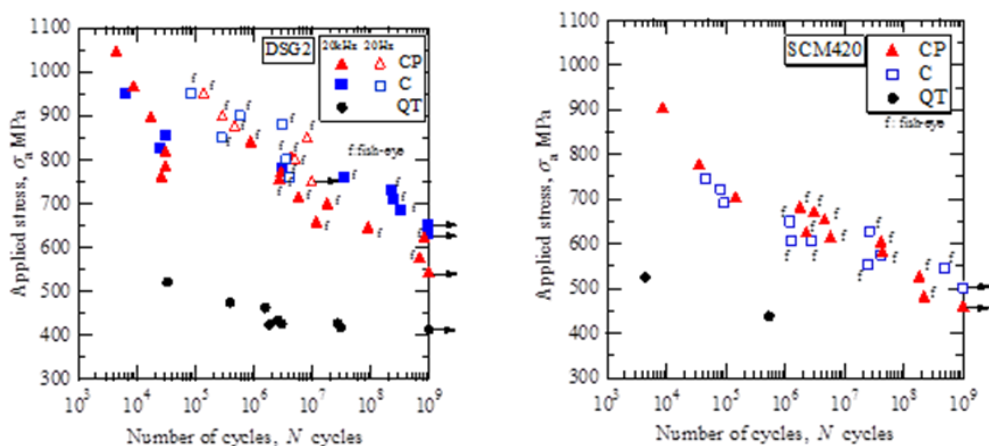 1100
1000
900
800
700
600
500
400
300
Applied stress, σa MPa
DSG2
20kHz 20Hz
CP
C
QT
f:fish-eye
f f
f f
f
f
f
f
f
f
f
f
f
f
f
f
f
f
10³ 10⁴ 10⁵ 10⁶ 10⁷ 10⁸ 10⁹
Number of cycles, N cycles
1100
1000
900
800
700
600
500
400
300
Applied stress, σa MPa
SCM420
CP
C
QT
f : fish-eye
f
f
f
f
f
f
f
f
f
f
f
f
10³ 10⁴ 10⁵ 10⁶ 10⁷ 10⁸ 10⁹
Number of cycles, N cycles